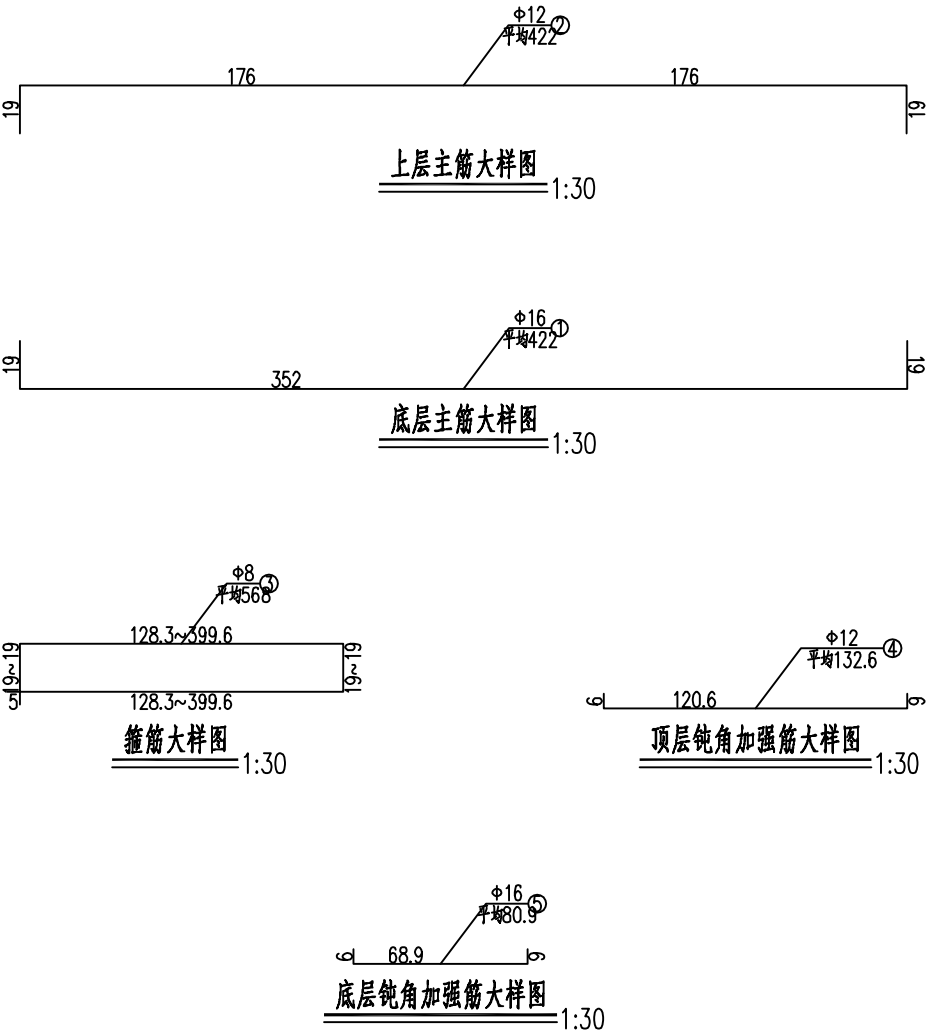 Φ12
平均422 ②
176 176
19 19
上层主筋大样图 1:30
Φ16
平均422 ①
19 19
352
底层主筋大样图 1:30
Φ8
平均568 ③
128.3~399.6
19~19 19~19
5
128.3~399.6
箍筋大样图 1:30
Φ12
平均132.6 ④
6 120.6 6
顶层钝角加强筋大样图 1:30
Φ16
平均80.9 ⑤
6 68.9 6
底层钝角加强筋大样图 1:30